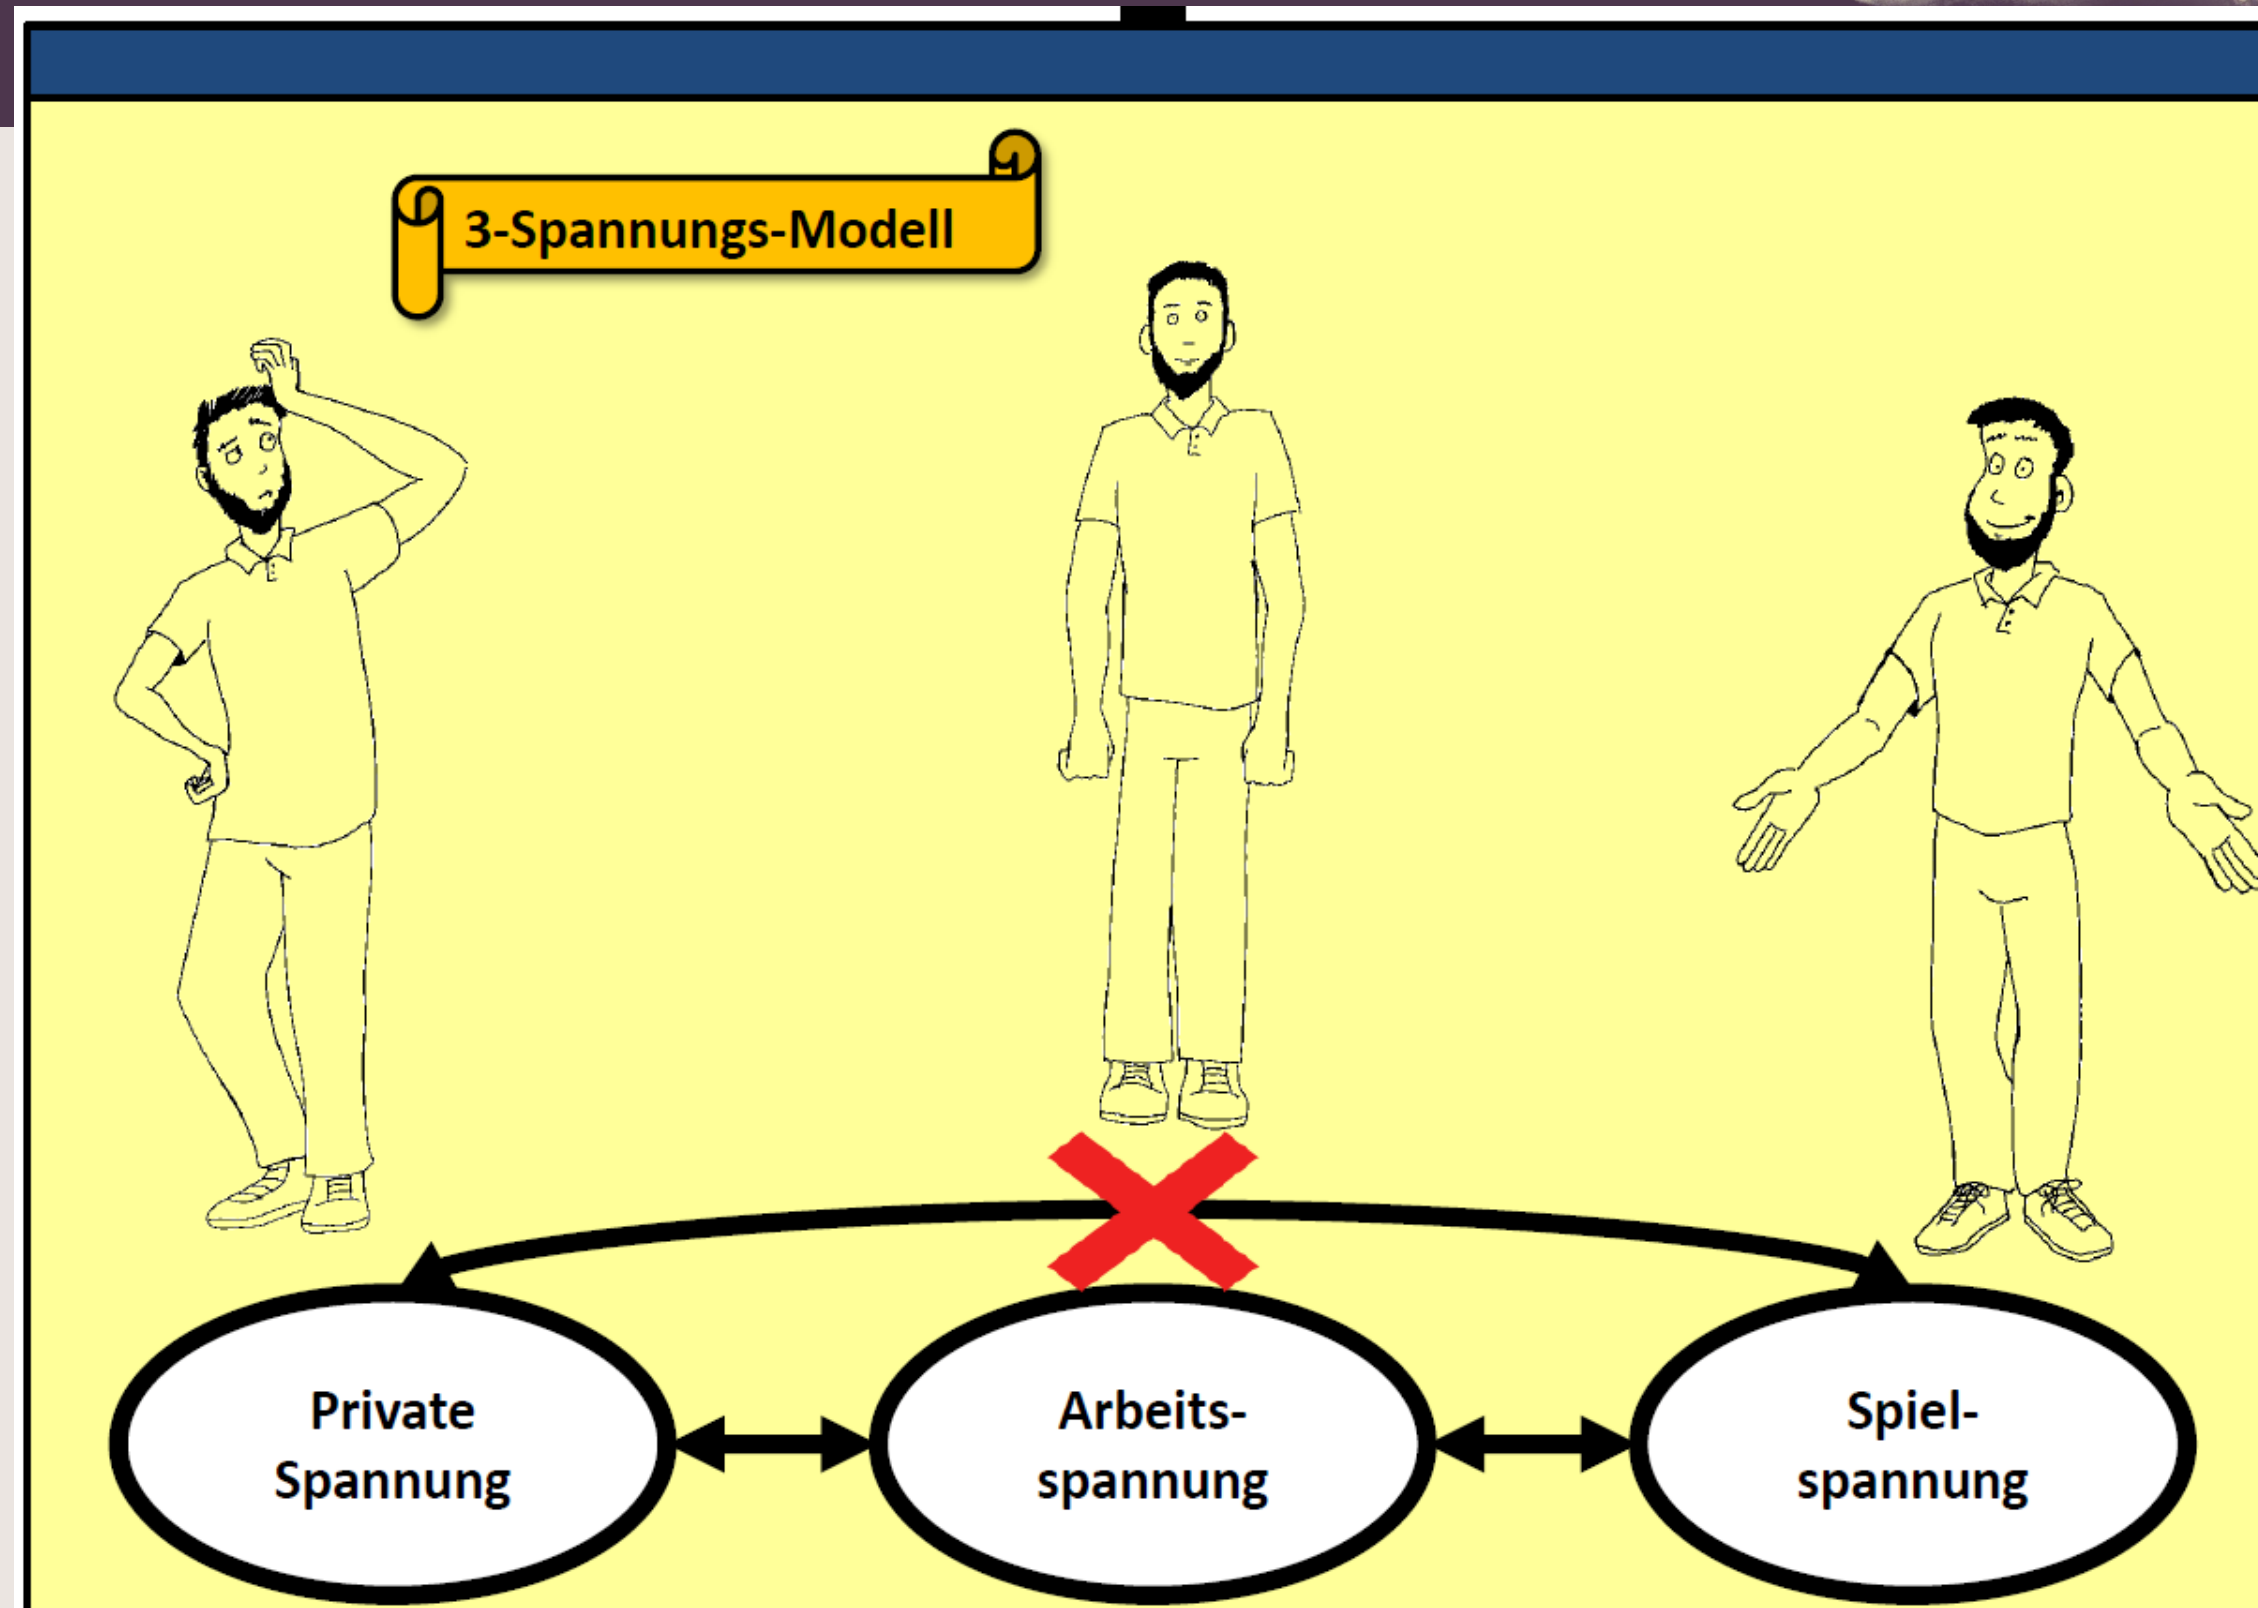 3-Spannungs-Modell
Private
Spannung
Arbeits-
spannung
Spiel-
spannung